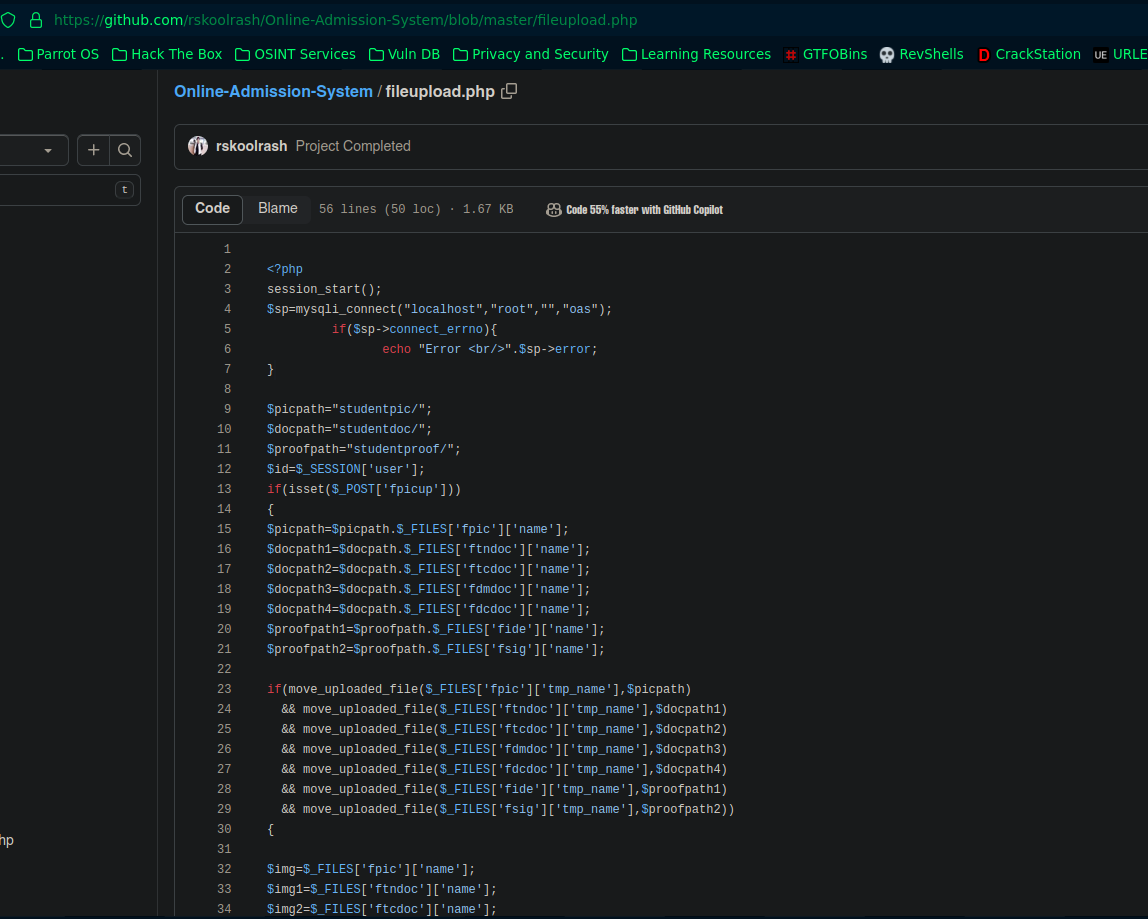 https://github.com/rskoolrash/Online-Admission-System/blob/master/fileupload.php
. Parrot OS Hack The Box OSINT Services Vuln DB Privacy and Security Learning Resources # GTFOBins RevShells D CrackStation UE URLE
Online-Admission-System / fileupload.php
rskoolrash Project Completed
t
Code Blame 56 lines (50 loc) · 1.67 KB Code 55% faster with GitHub Copilot
1
2 <?php
3 session_start();
4 $sp=mysqli_connect("localhost","root","","oas");
5 if($sp->connect_errno){
6 echo "Error <br/>".$sp->error;
7 }
8
9 $picpath="studentpic/";
10 $docpath="studentdoc/";
11 $proofpath="studentproof/";
12 $id=$_SESSION['user'];
13 if(isset($_POST['fpicup']))
14 {
15 $picpath=$picpath.$_FILES['fpic']['name'];
16 $docpath1=$docpath.$_FILES['ftndoc']['name'];
17 $docpath2=$docpath.$_FILES['ftcdoc']['name'];
18 $docpath3=$docpath.$_FILES['fdmdoc']['name'];
19 $docpath4=$docpath.$_FILES['fdcdoc']['name'];
20 $proofpath1=$proofpath.$_FILES['fide']['name'];
21 $proofpath2=$proofpath.$_FILES['fsig']['name'];
22
23 if(move_uploaded_file($_FILES['fpic']['tmp_name'],$picpath)
24 && move_uploaded_file($_FILES['ftndoc']['tmp_name'],$docpath1)
25 && move_uploaded_file($_FILES['ftcdoc']['tmp_name'],$docpath2)
26 && move_uploaded_file($_FILES['fdmdoc']['tmp_name'],$docpath3)
27 && move_uploaded_file($_FILES['fdcdoc']['tmp_name'],$docpath4)
28 && move_uploaded_file($_FILES['fide']['tmp_name'],$proofpath1)
29 && move_uploaded_file($_FILES['fsig']['tmp_name'],$proofpath2))
30 {
hp
31
32 $img=$_FILES['fpic']['name'];
33 $img1=$_FILES['ftndoc']['name'];
34 $img2=$_FILES['ftcdoc']['name'];